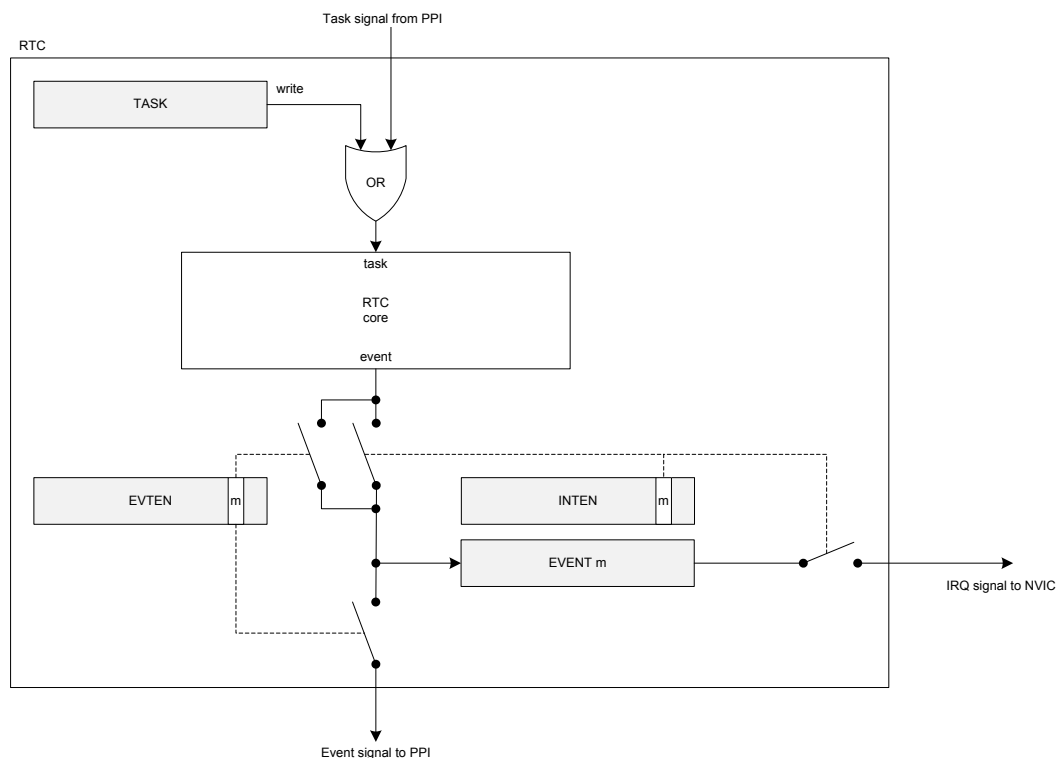 Task signal from PPI
RTC
write
TASK
OR
task
RTC
core
event
EVTEN
m
INTEN
m
EVENT m
IRQ signal to NVIC
Event signal to PPI